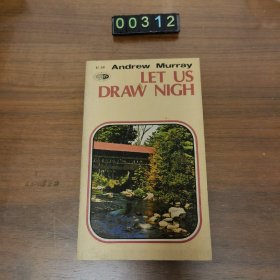 00312
Andrew Murray
LET US
DRAW NIGH